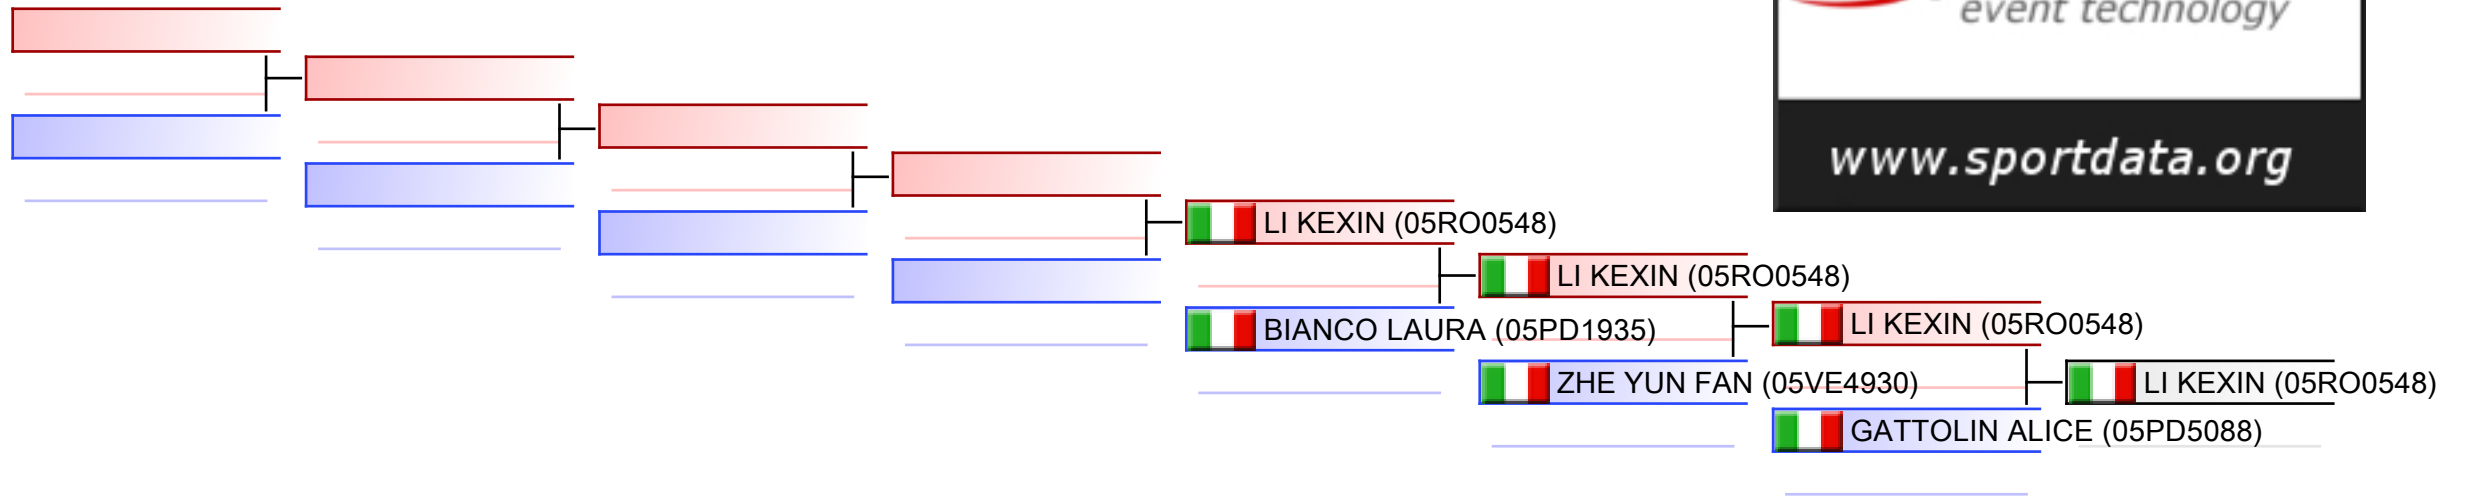 event technology
www.sportdata.org
LI KEXIN (05RO0548)
LI KEXIN (05RO0548)
BIANCO LAURA (05PD1935)
LI KEXIN (05RO0548)
ZHE YUN FAN (05VE4930)
LI KEXIN (05RO0548)
GATTOLIN ALICE (05PD5088)